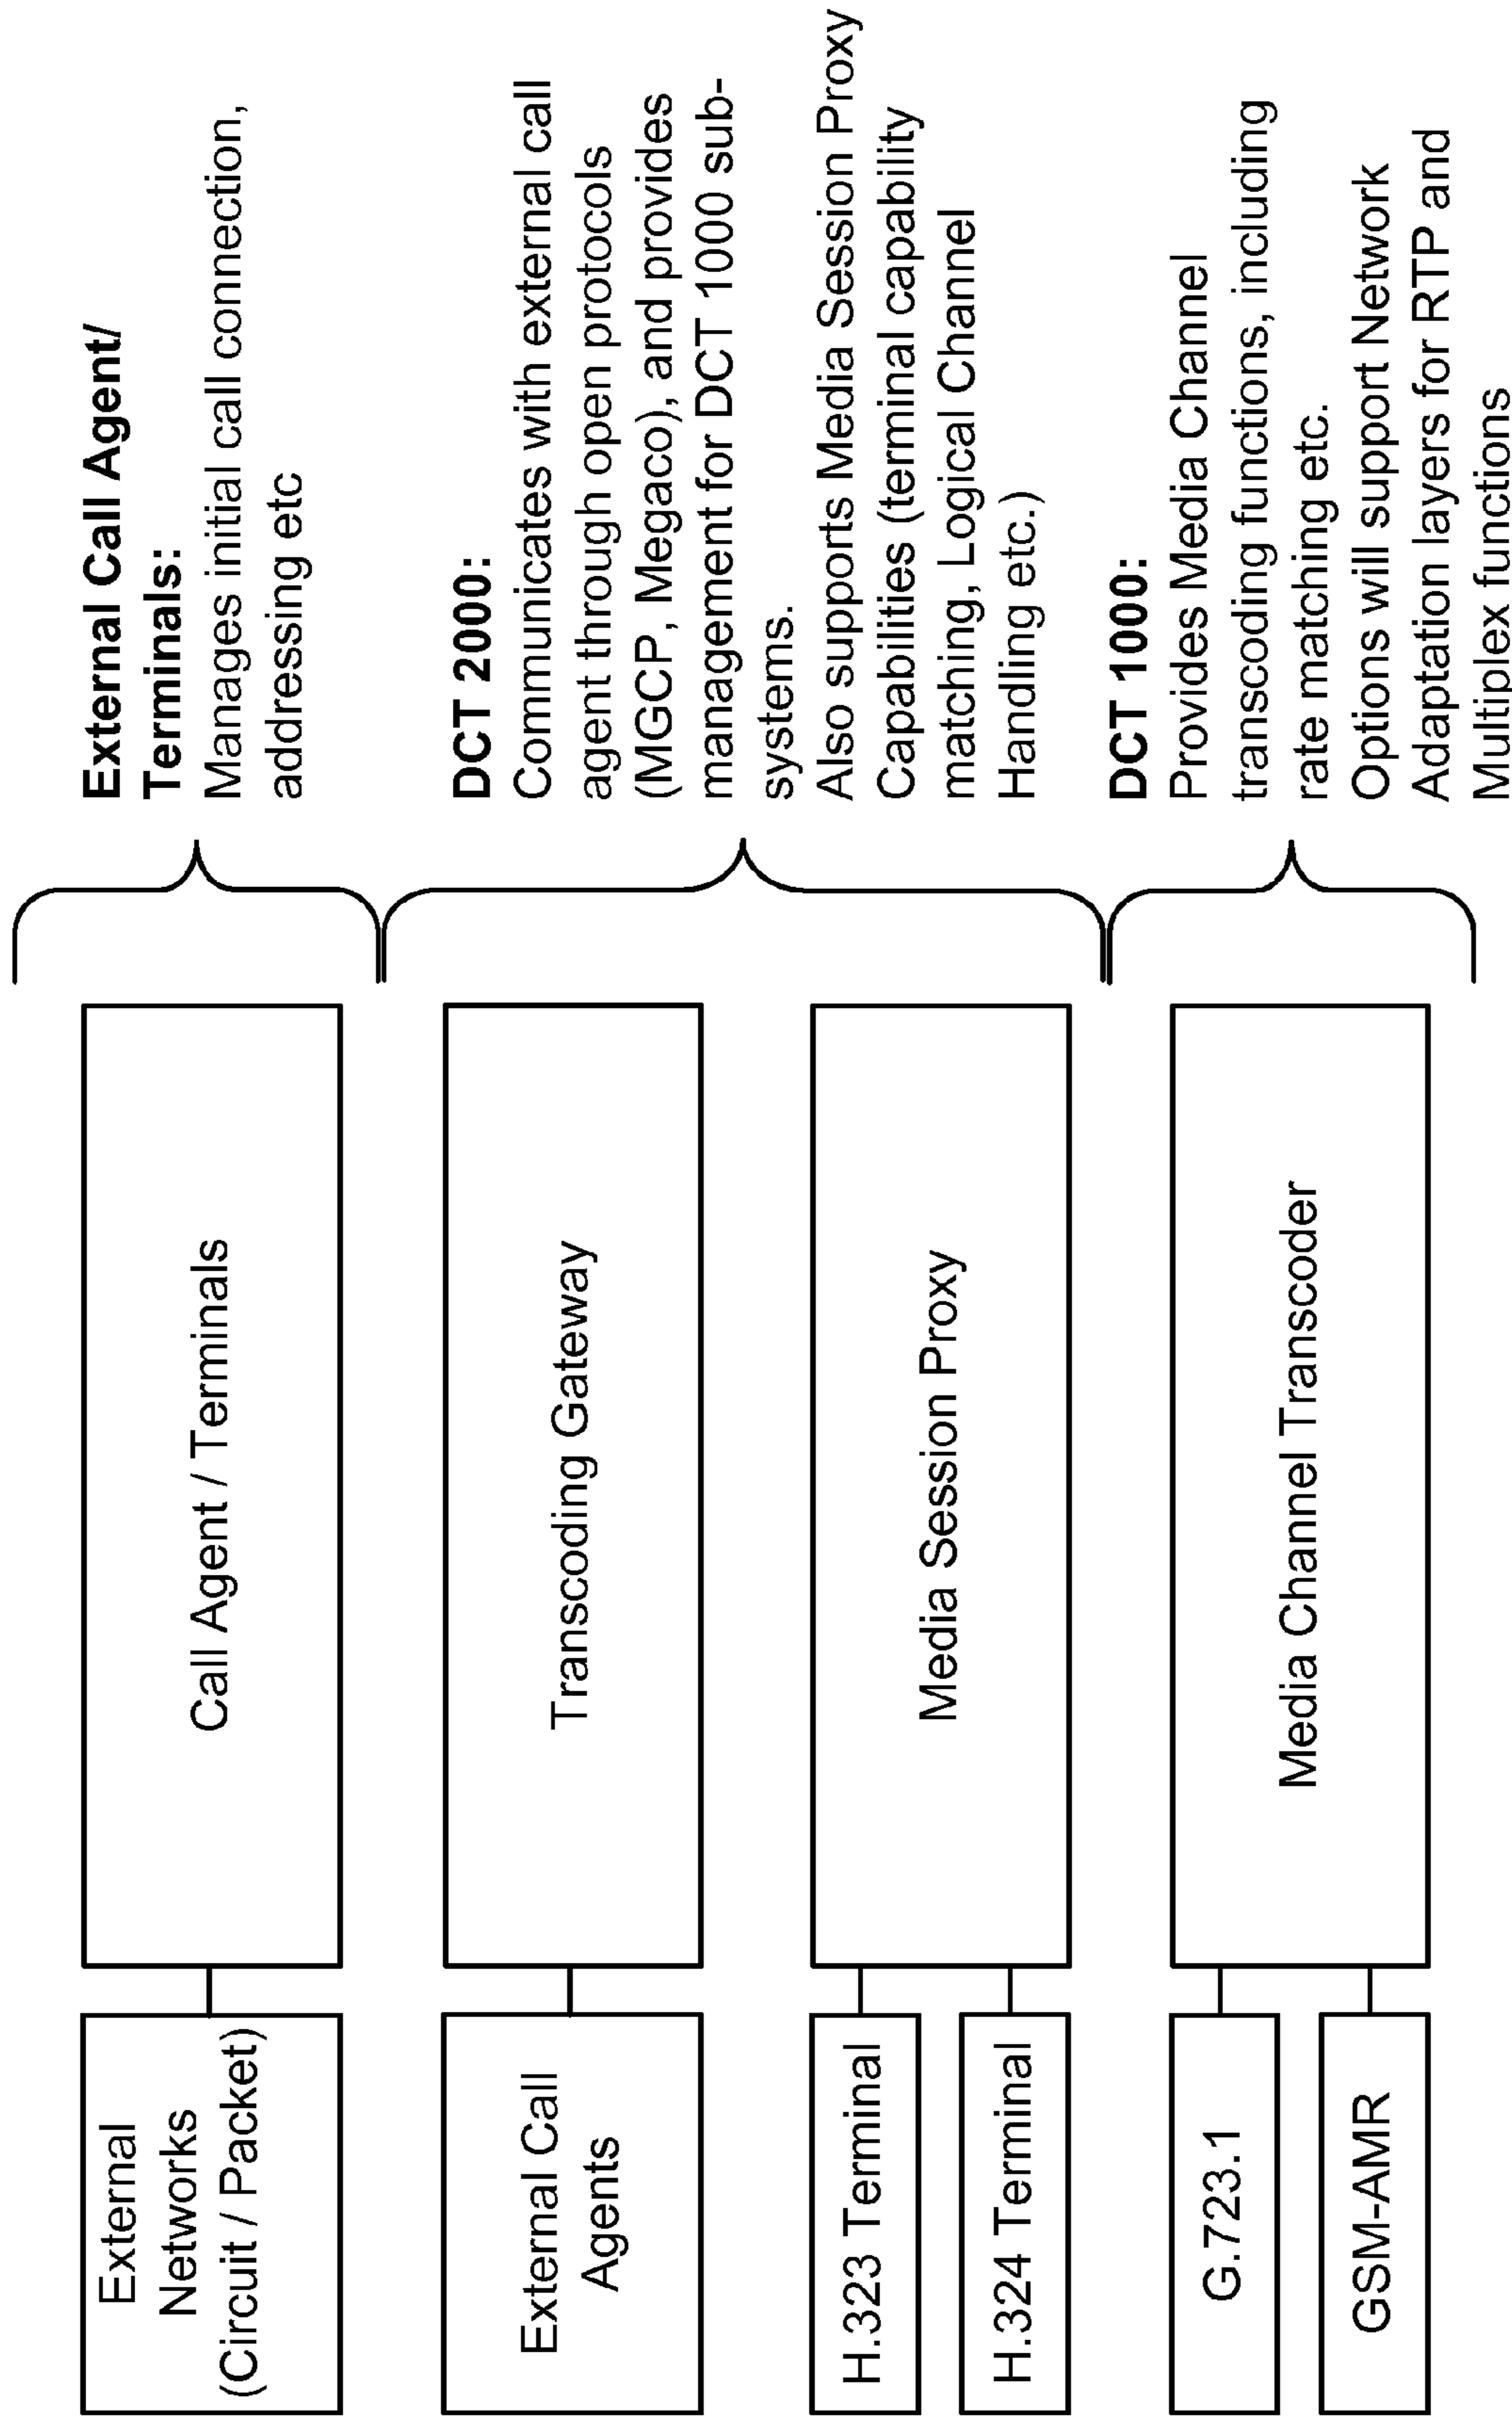 External
Networks
(Circuit / Packet)
Call Agent / Terminals
External Call Agent/
Terminals:
Manages initial call connection,
addressing etc
External Call
Agents
Transcoding Gateway
H.323 Terminal
H.324 Terminal
Media Session Proxy
DCT 2000:
Communicates with external call
agent through open protocols
(MGCP, Megaco), and provides
management for DCT 1000 sub-
systems.
Also supports Media Session Proxy
Capabilities (terminal capability
matching, Logical Channel
Handling etc.)
G.723.1
GSM-AMR
Media Channel Transcoder
DCT 1000:
Provides Media Channel
transcoding functions, including
rate matching etc.
Options will support Network
Adaptation layers for RTP and
Multiplex functions